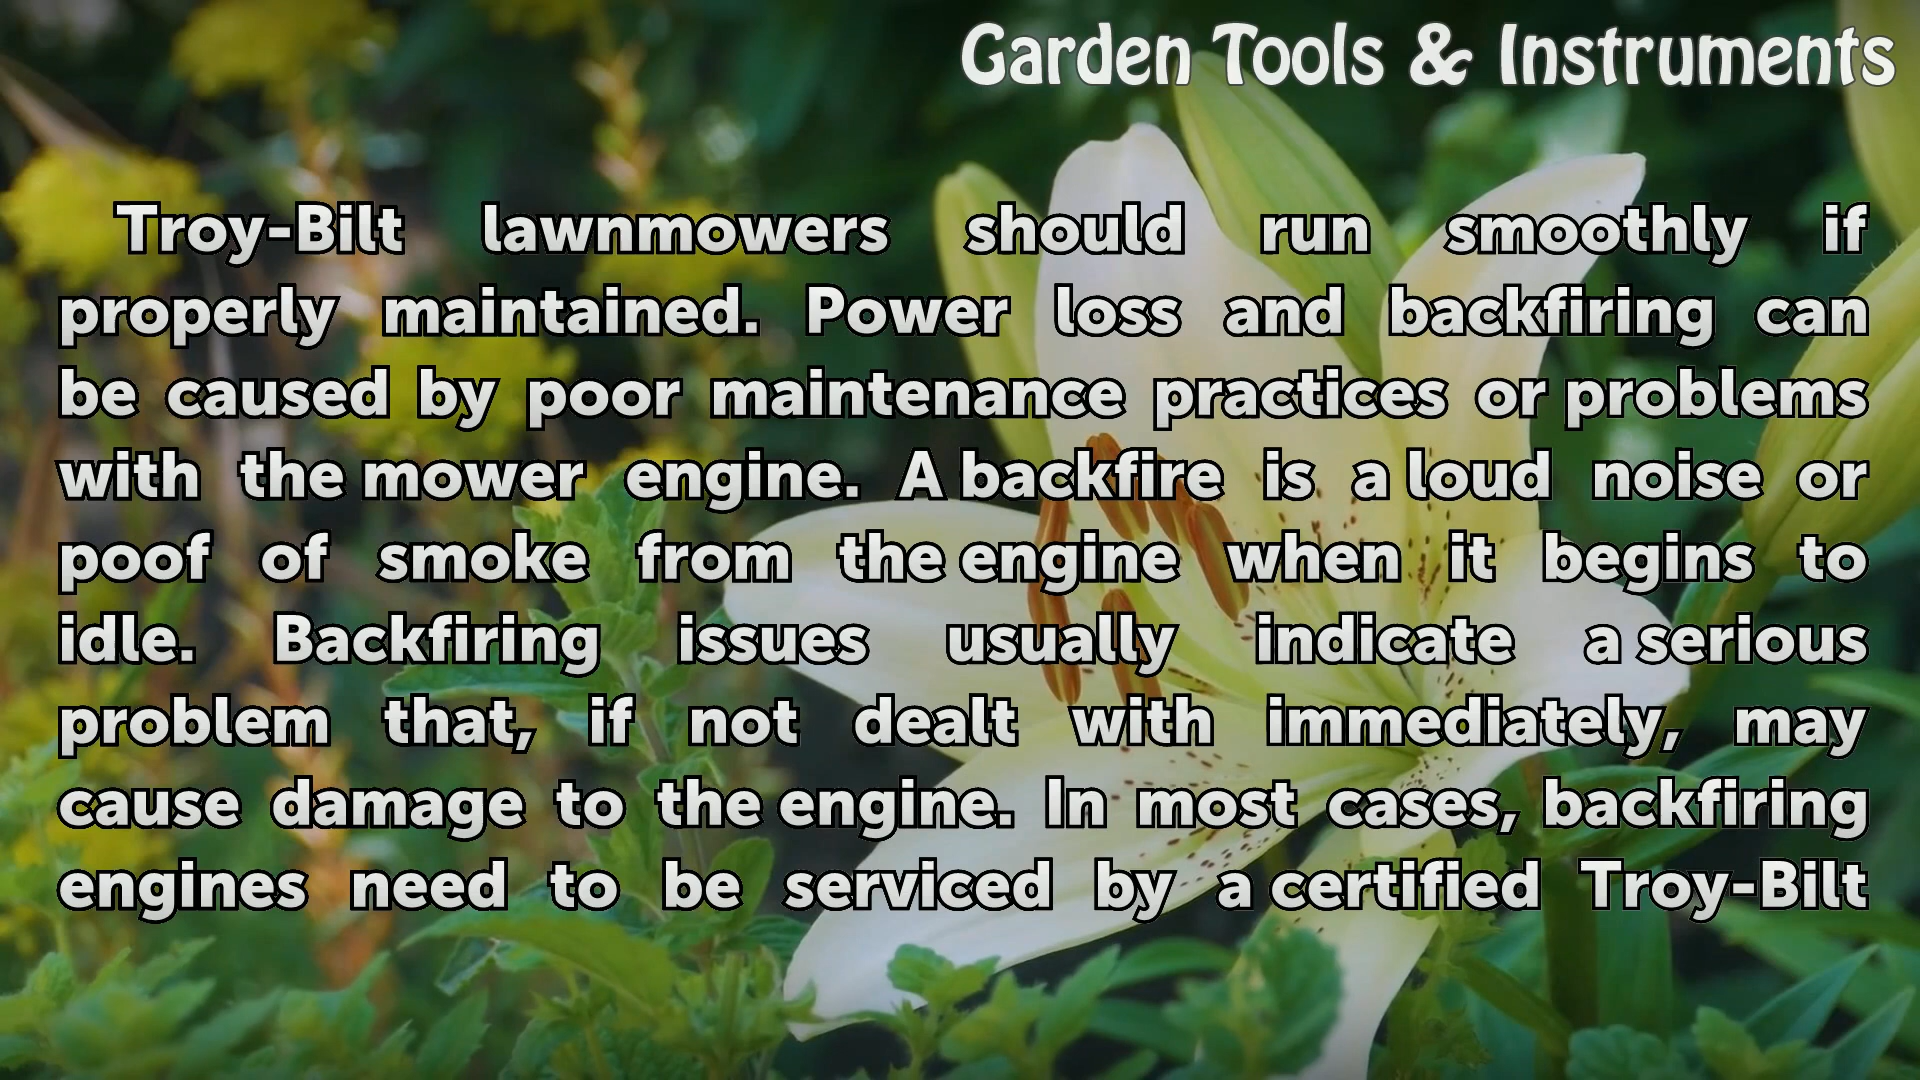 Garden Tools & Instruments
Troy-Bilt lawnmowers should run smoothly if
properly maintained. Power loss and backfiring can
be caused by poor maintenance practices or problems
with the mower engine. A backfire is a loud noise or
poof of smoke from the engine when it begins to
idle. Backfiring issues usually indicate a serious
problem that, if not dealt with immediately, may
cause damage to the engine. In most cases, backfiring
engines need to be serviced by a certified Troy-Bilt